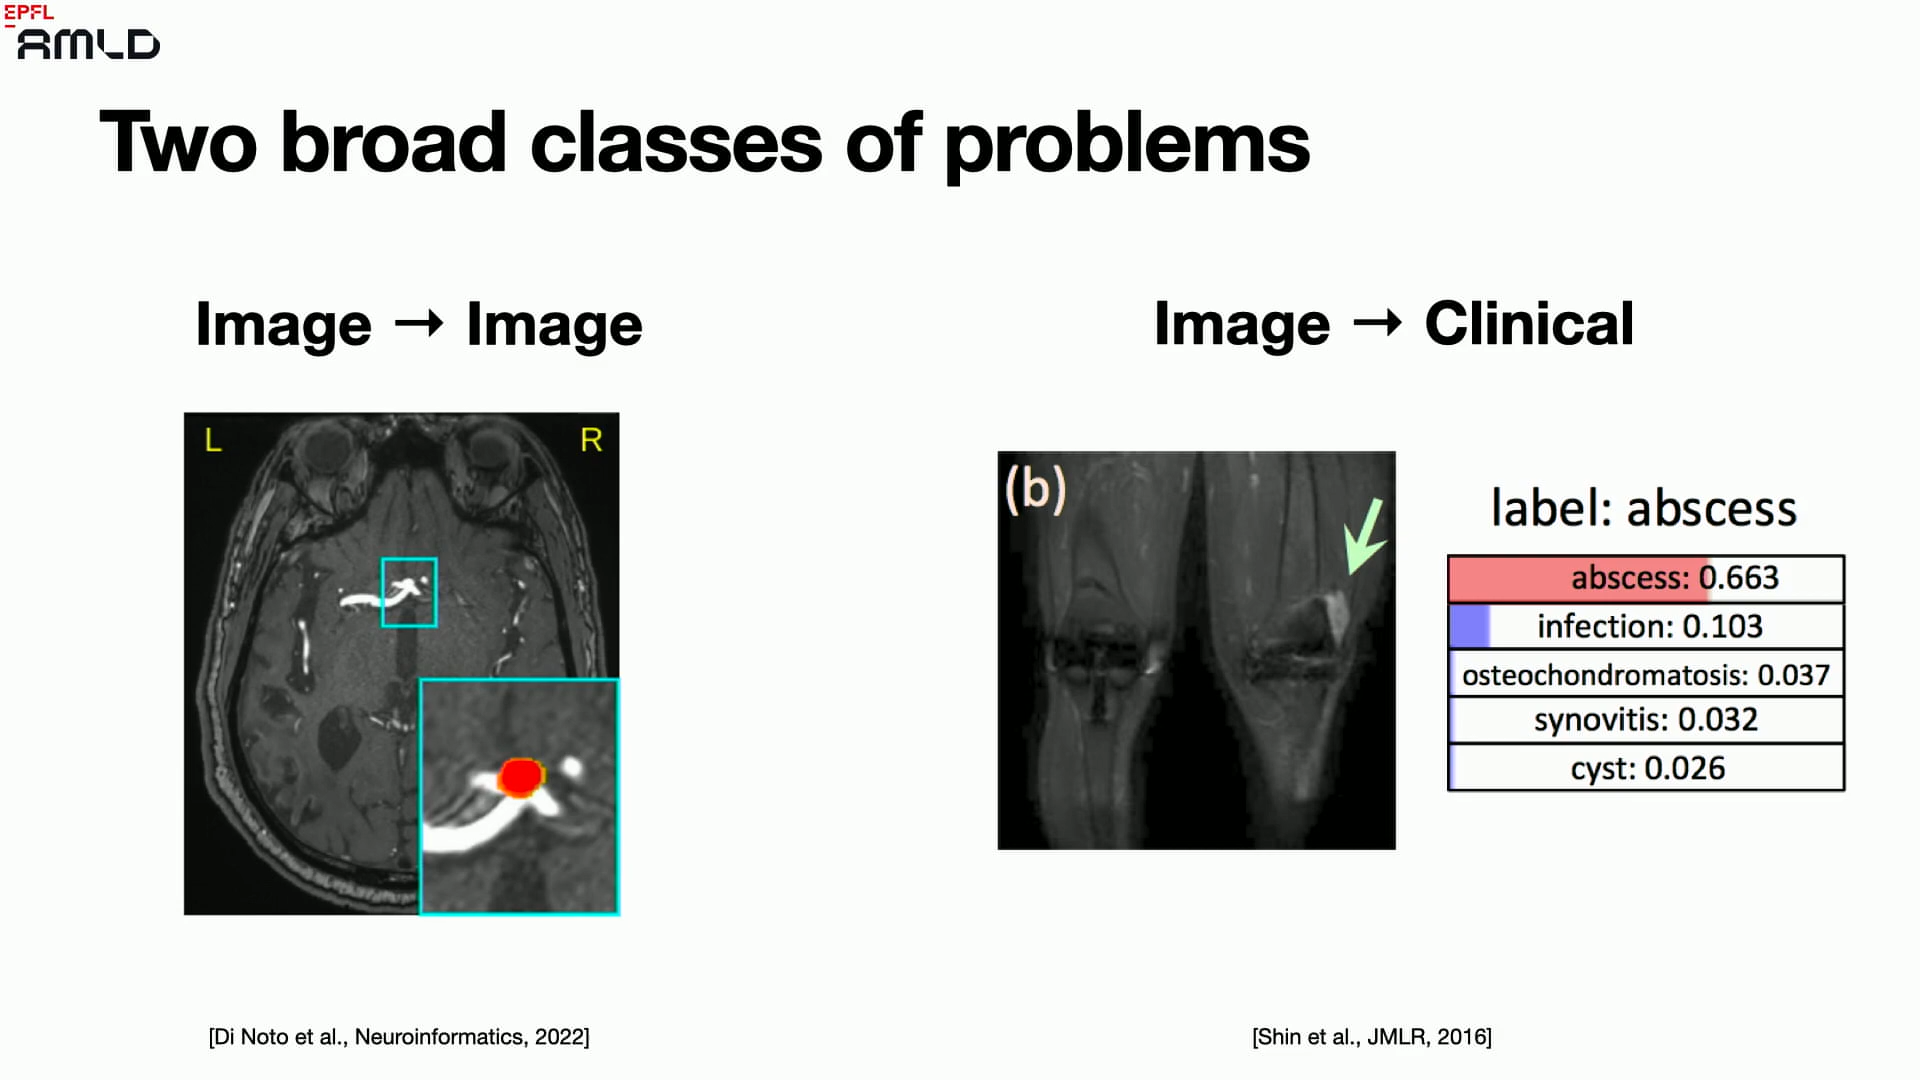 EPFL
AMLD
Two broad classes of problems
Image → Image
Image → Clinical
L
R
(b)
label: abscess
abscess: 0.663
infection: 0.103
osteochondromatosis: 0.037
synovitis: 0.032
cyst: 0.026
[Di Noto et al., Neuroinformatics, 2022]
[Shin et al., JMLR, 2016]